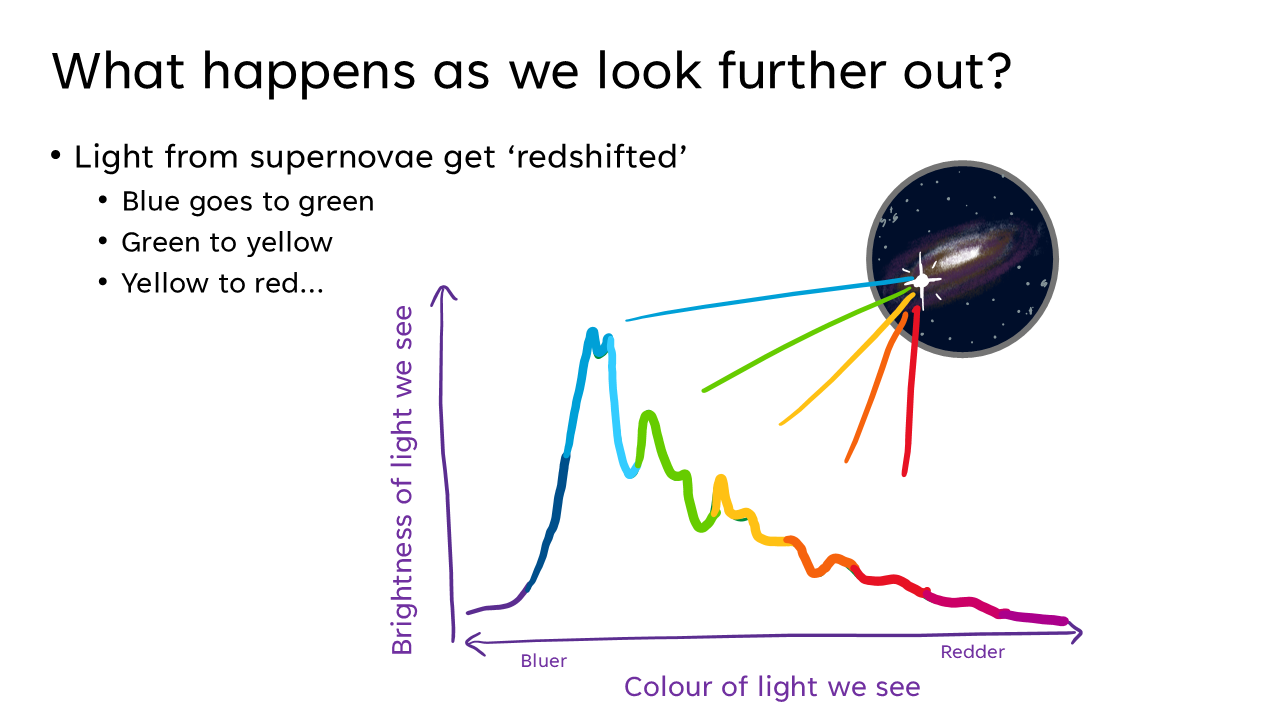 What happens as we look further out?
• Light from supernovae get ‘redshifted’
• Blue goes to green
• Green to yellow
• Yellow to red...
Brightness of light we see
Bluer
Redder
Colour of light we see